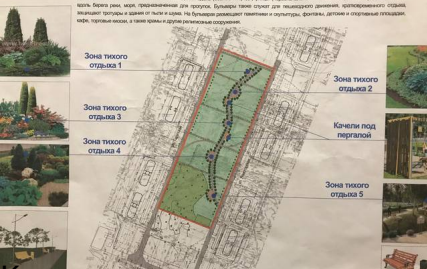 вдоль берега реки, моря, предназначенная для прогулок. Бульвары также служат для пешеходного движения, кратковременного отдыха,
защищают тротуары и здания от пыли и шума. На бульварах размещают памятники и скульптуры, фонтаны, детские и спортивные площадки,
кафе, торговые киоски, а также храмы и другие религиозные сооружения.
Зона тихого
отдыха 1
Зона тихого
отдыха 2
Зона тихого
отдыха 3
Качели под
перголой
Зона тихого
отдыха 4
Зона тихого
отдыха 5